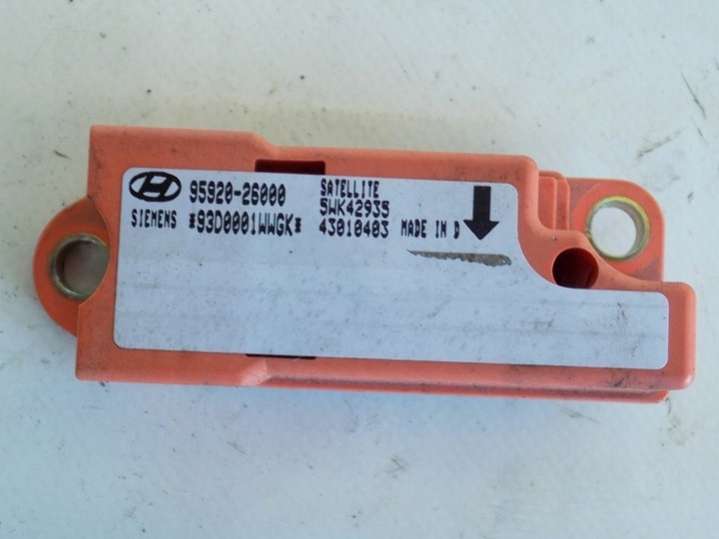 95920-26000 SATELLITE
5WK42935
SIEMENS *93D0001WWGK* 43010403 MADE IN D